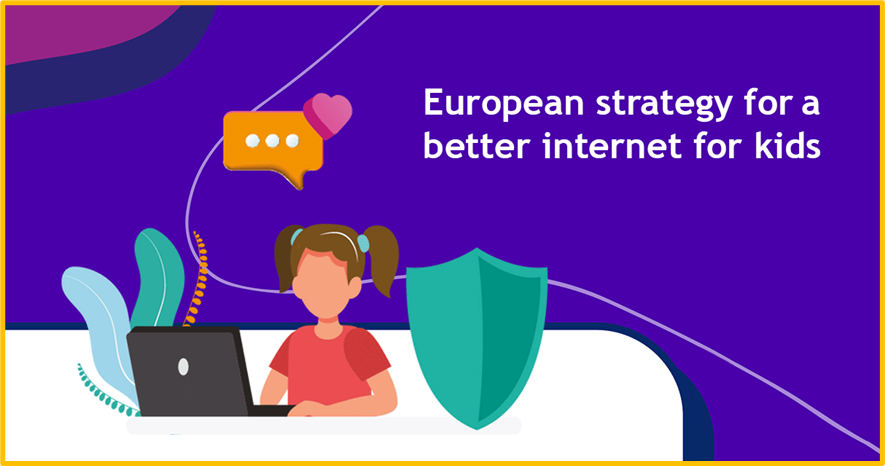 European strategy for a
better internet for kids